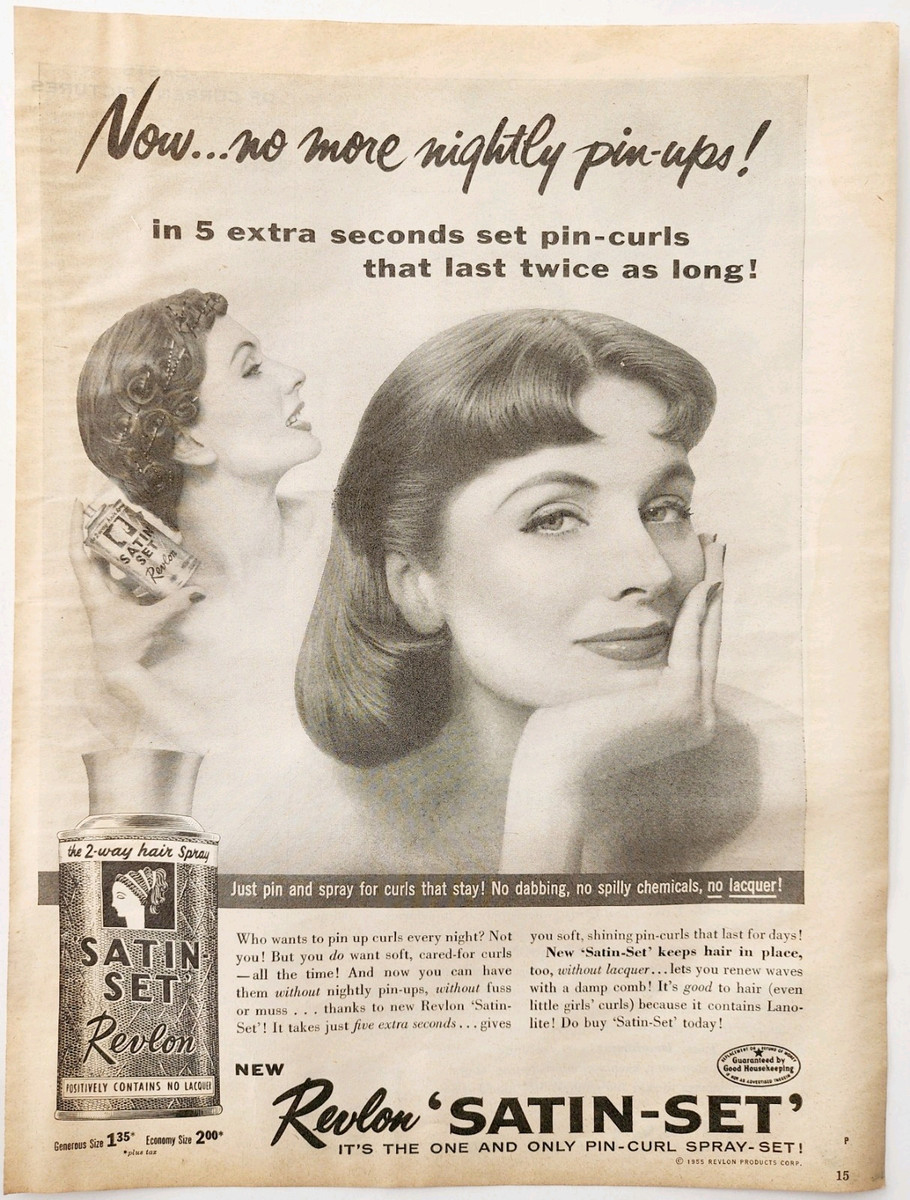 Now...no more nightly pin-ups!
in 5 extra seconds set pin-curls
that last twice as long!
SATIN
SET
Revlon
the 2-way hair Spray
SATIN-
SET'
Revlon
POSITIVELY CONTAINS NO LACQUER
Generous Size 1.35* Economy Size 2.00*
*plus tax
Just pin and spray for curls that stay! No dabbing, no spilly chemicals, no lacquer!
Who wants to pin up curls every night? Not
you! But you do want soft, cared-for curls
—all the time! And now you can have
them without nightly pin-ups, without fuss
or muss . . . thanks to new Revlon 'Satin-
Set'! It takes just five extra seconds . . . gives
you soft, shining pin-curls that last for days!
New 'Satin-Set' keeps hair in place,
too, without lacquer...lets you renew waves
with a damp comb! It's good to hair (even
little girls' curls) because it contains Lano-
lite! Do buy 'Satin-Set' today!
Guaranteed by
Good Housekeeping
NEW
Revlon 'SATIN-SET'
IT'S THE ONE AND ONLY PIN-CURL SPRAY-SET!
© 1955 REVLON PRODUCTS CORP.
P
15